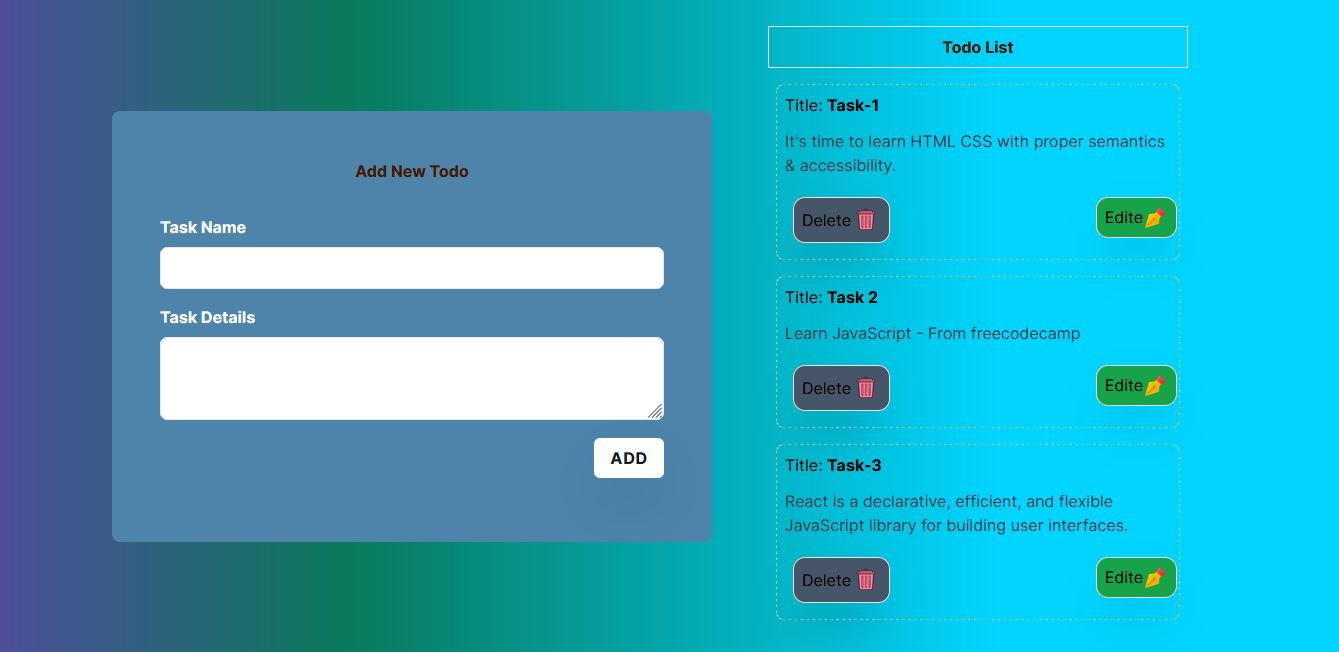 Add New Todo
Task Name
Task Details
ADD
Todo List
Title: Task-1
It's time to learn HTML CSS with proper semantics
& accessibility.
Delete
Edite
Title: Task 2
Learn JavaScript - From freecodecamp
Delete
Edite
Title: Task-3
React is a declarative, efficient, and flexible
JavaScript library for building user interfaces.
Delete
Edite